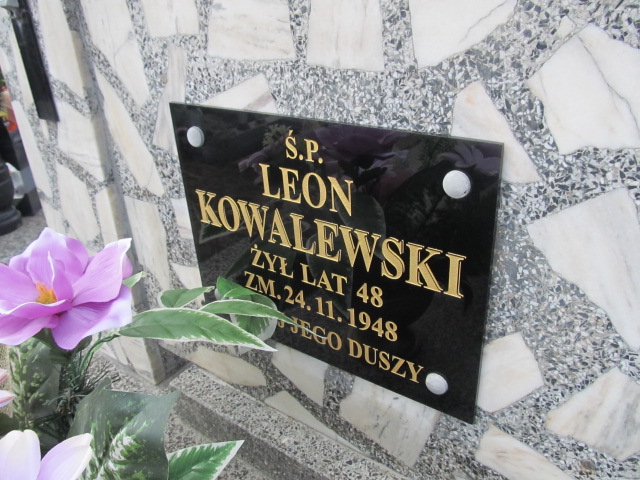 Ś.P.
LEON
KOWALEWSKI
ŻYŁ LAT 48
ZM. 24. 11. 1948
JEGO DUSZY